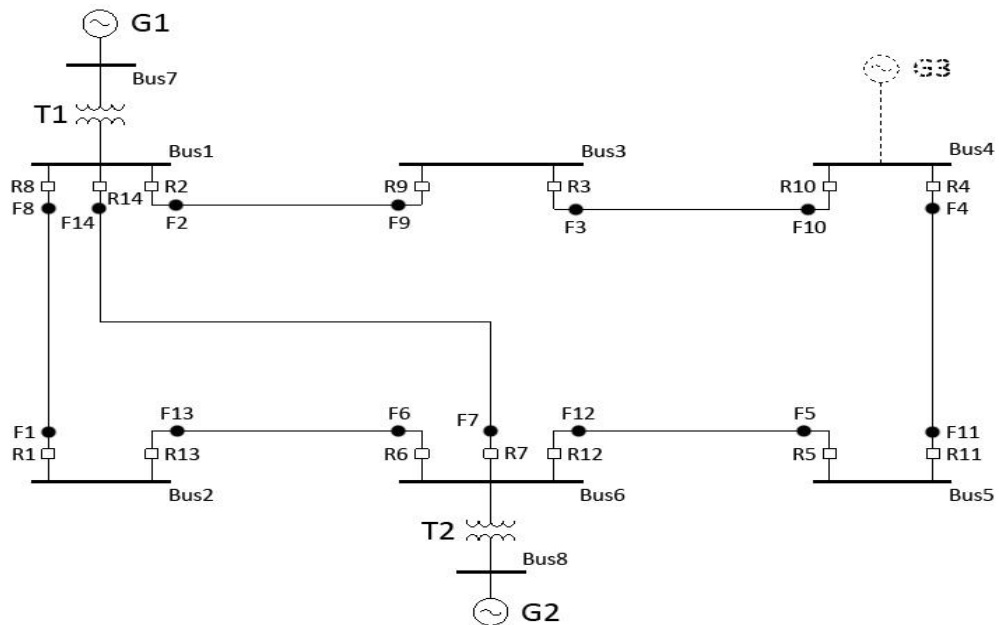 G1
Bus7
G3
T1
Bus1
Bus3
Bus4
R8
R14
R2
R9
R3
R10
R4
F8
F14
F2
F9
F3
F10
F4
F1
F13
F6
F7
F12
F5
F11
R1
R13
R6
R7
R12
R5
R11
Bus2
Bus6
Bus5
T2
Bus8
G2